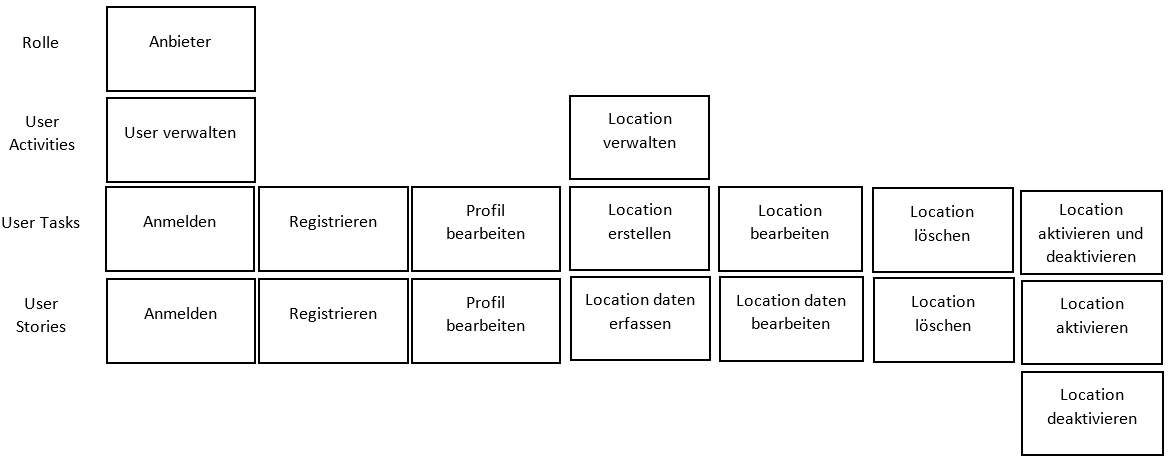 Rolle
Anbieter
User
Activities
User verwalten
Location
verwalten
User Tasks
Anmelden
Registrieren
Profil
bearbeiten
Location
erstellen
Location
bearbeiten
Location
löschen
Location
aktivieren und
deaktivieren
User
Stories
Anmelden
Registrieren
Profil
bearbeiten
Location daten
erfassen
Location daten
bearbeiten
Location
löschen
Location
aktivieren
Location
deaktivieren